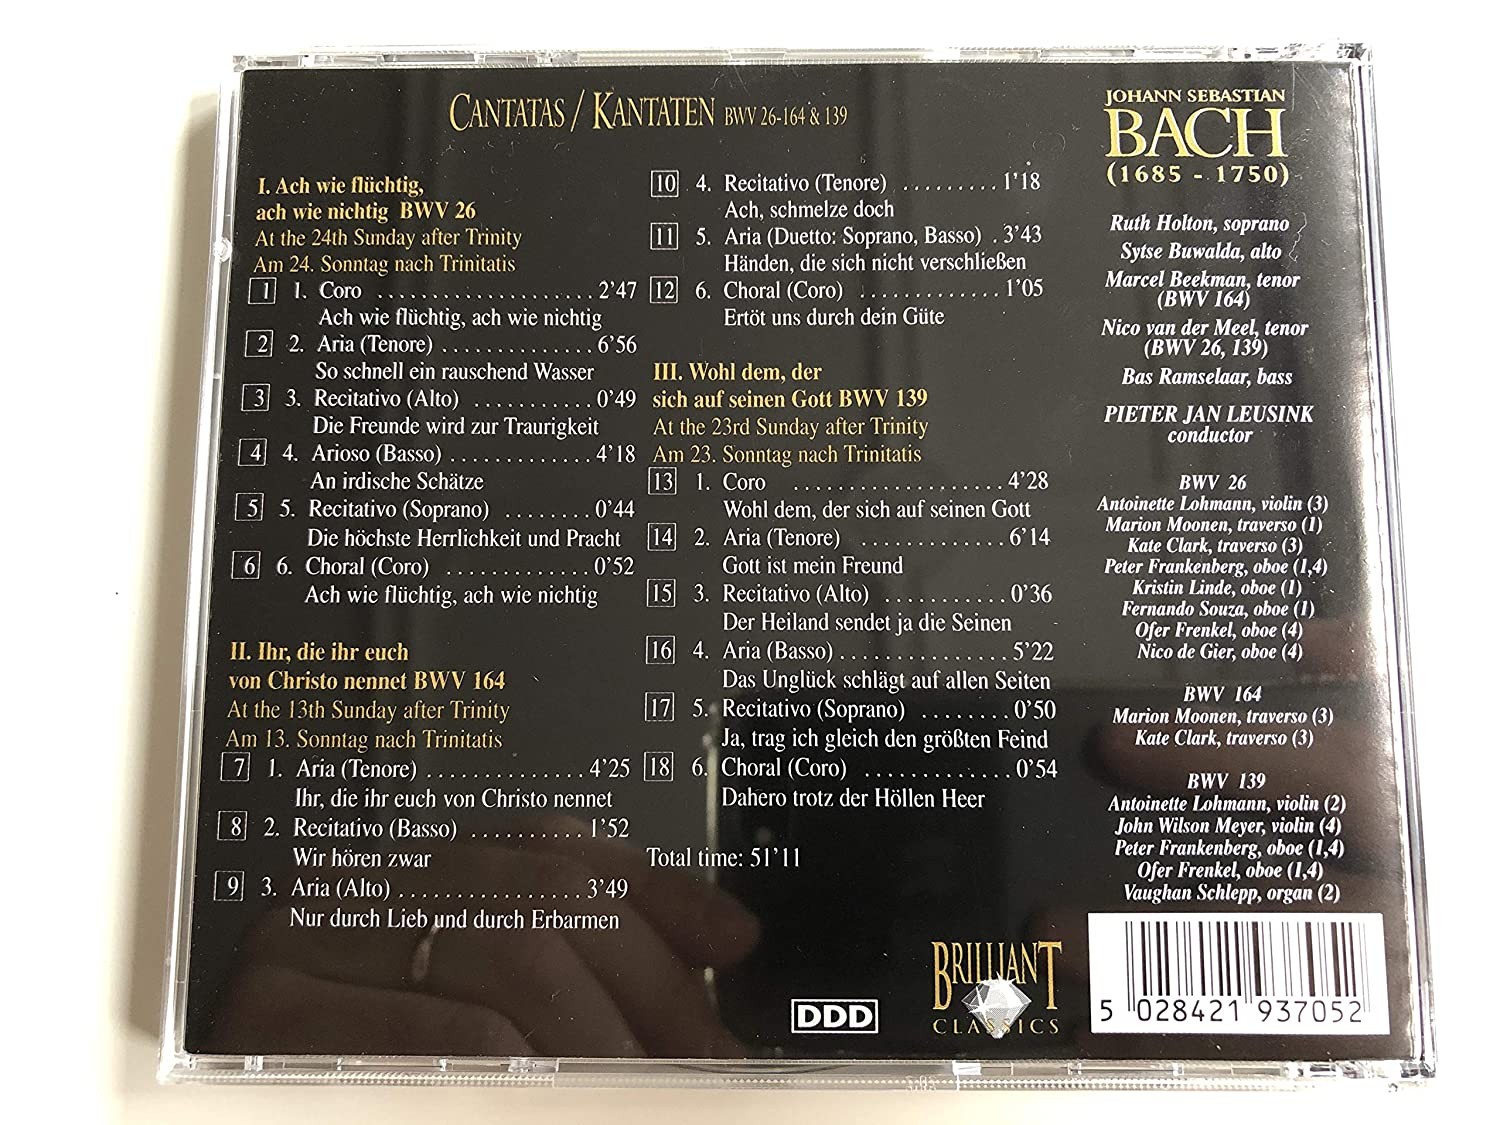 CANTATAS / KANTATEN BWV 26-164 & 139
I. Ach wie flüchtig,
ach wie nichtig BWV 26
At the 24th Sunday after Trinity
Am 24. Sonntag nach Trinitatis
1 1. Coro .................... 2'47
Ach wie flüchtig, ach wie nichtig
2 2. Aria (Tenore) .............. 6'56
So schnell ein rauschend Wasser
3 3. Recitativo (Alto) ........... 0'49
Die Freunde wird zur Traurigkeit
4 4. Arioso (Basso) ............. 4'18
An irdische Schätze
5 5. Recitativo (Soprano) ........ 0'44
Die höchste Herrlichkeit und Pracht
6 6. Choral (Coro) ............. 0'52
Ach wie flüchtig, ach wie nichtig
II. Ihr, die ihr euch
von Christo nennet BWV 164
At the 13th Sunday after Trinity
Am 13. Sonntag nach Trinitatis
7 1. Aria (Tenore) .............. 4'25
Ihr, die ihr euch von Christo nennet
8 2. Recitativo (Basso) .......... 1'52
Wir hören zwar
9 3. Aria (Alto) ................ 3'49
Nur durch Lieb und durch Erbarmen
10 4. Recitativo (Tenore) ......... 1'18
Ach, schmelze doch
11 5. Aria (Duetto: Soprano, Basso) . 3'43
Händen, die sich nicht verschließen
12 6. Choral (Coro) ............. 1'05
Ertöt uns durch dein Güte
III. Wohl dem, der
sich auf seinen Gott BWV 139
At the 23rd Sunday after Trinity
Am 23. Sonntag nach Trinitatis
13 1. Coro ................... 4'28
Wohl dem, der sich auf seinen Gott
14 2. Aria (Tenore) ............. 6'14
Gott ist mein Freund
15 3. Recitativo (Alto) ........... 0'36
Der Heiland sendet ja die Seinen
16 4. Aria (Basso) ................ 5'22
Das Unglück schlägt auf allen Seiten
17 5. Recitativo (Soprano) ........ 0'50
Ja, trag ich gleich den größten Feind
18 6. Choral (Coro) ............. 0'54
Dahero trotz der Höllen Heer
Total time: 51'11
JOHANN SEBASTIAN
BACH
(1685 - 1750)
Ruth Holton, soprano
Sytse Buwalda, alto
Marcel Beekman, tenor
(BWV 164)
Nico van der Meel, tenor
(BWV 26, 139)
Bas Ramselaar, bass
PIETER JAN LEUSINK
conductor
BWV 26
Antoinette Lohmann, violin (3)
Marion Moonen, traverso (1)
Kate Clark, traverso (3)
Peter Frankenberg, oboe (1,4)
Kristin Linde, oboe (1)
Fernando Souza, oboe (1)
Ofer Frenkel, oboe (4)
Nico de Gier, oboe (4)
BWV 164
Marion Moonen, traverso (3)
Kate Clark, traverso (3)
BWV 139
Antoinette Lohmann, violin (2)
John Wilson Meyer, violin (4)
Peter Frankenberg, oboe (1,4)
Ofer Frenkel, oboe (1,4)
Vaughan Schlepp, organ (2)
DDD
BRILLIANT
CLASSICS
5 028421 937052